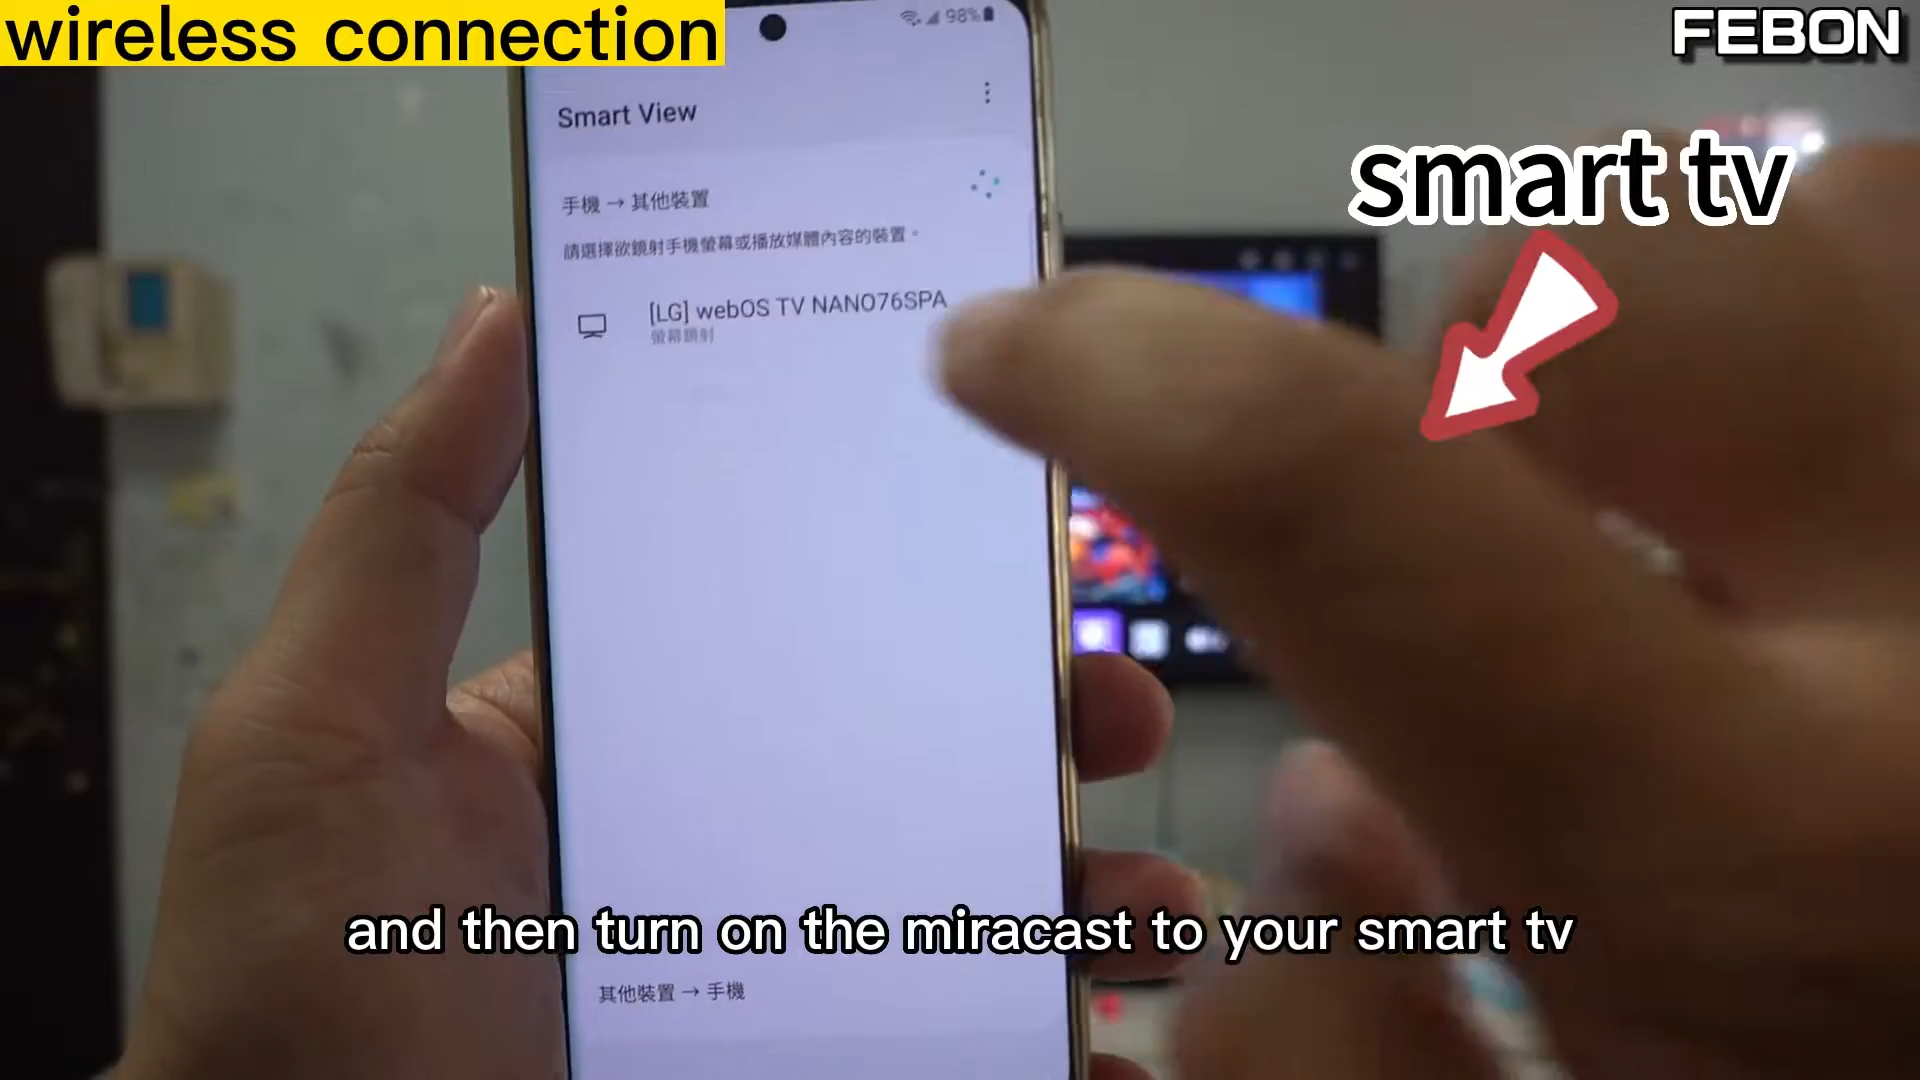 wireless connection
FEBON
98%
Smart View
smart tv
手機 → 其他裝置
請選擇欲鏡射手機螢幕或播放媒體內容的裝置。
[LG] webOS TV NANO76SPA
螢幕鏡射
and then turn on the miracast to your smart tv
其他裝置 → 手機